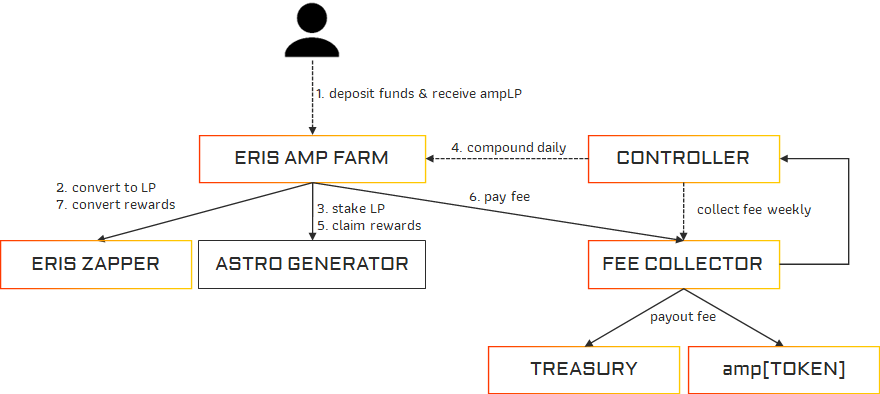 1. deposit funds & receive ampLP
ERIS AMP FARM
4. compound daily
CONTROLLER
2. convert to LP
7. convert rewards
3. stake LP
5. claim rewards
6. pay fee
collect fee weekly
ERIS ZAPPER
ASTRO GENERATOR
FEE COLLECTOR
payout fee
TREASURY
amp[TOKEN]